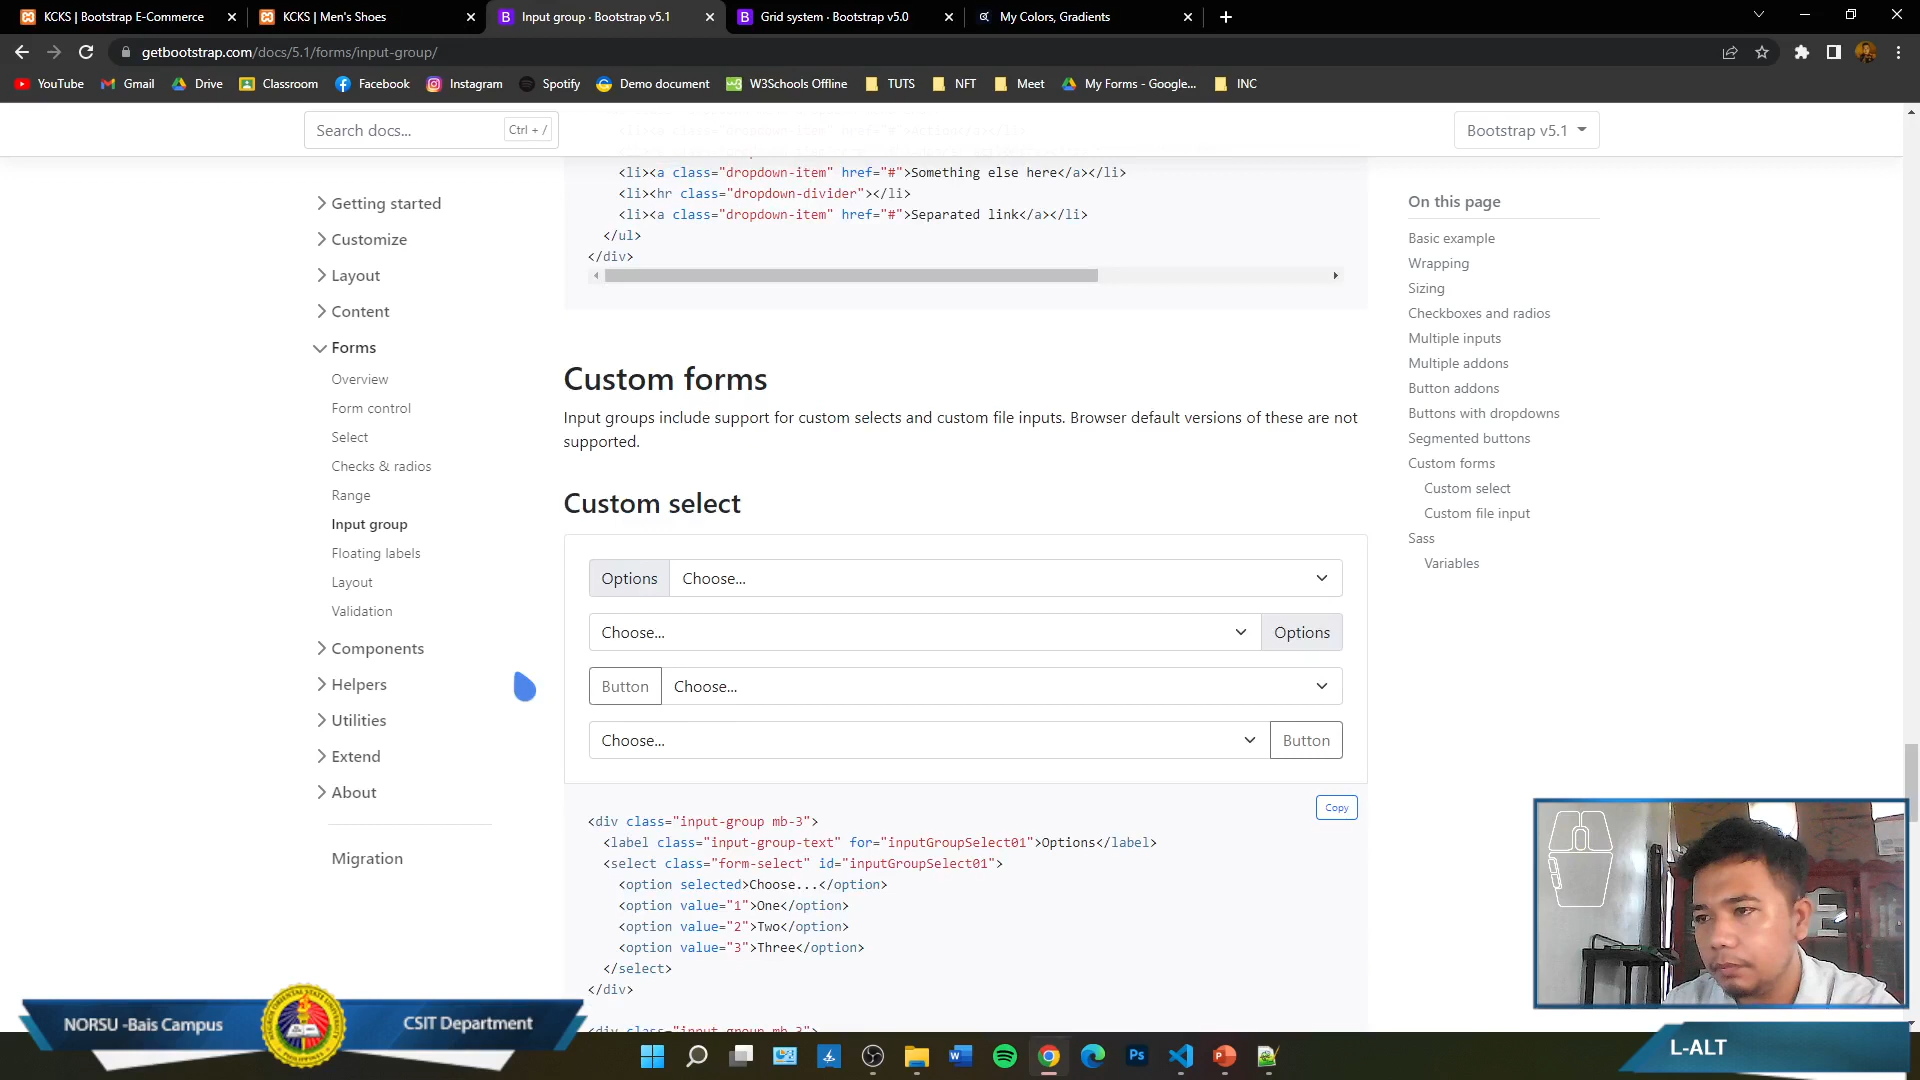 KCKS | Bootstrap E-Commerce
KCKS | Men's Shoes
Input group · Bootstrap v5.1
Grid system · Bootstrap v5.0
My Colors, Gradients
getbootstrap.com/docs/5.1/forms/input-group/
YouTube
Gmail
Drive
Classroom
Facebook
Instagram
Spotify
Demo document
W3Schools Offline
TUTS
NFT
Meet
My Forms - Google...
INC
Search docs...
Ctrl + /
Bootstrap v5.1
Getting started
Customize
Layout
Content
Forms
Overview
Form control
Select
Checks & radios
Range
Input group
Floating labels
Layout
Validation
Components
Helpers
Utilities
Extend
About
Migration
<li><a class="dropdown-item" href="#">Something else here</a></li>
<li><hr class="dropdown-divider"></li>
<li><a class="dropdown-item" href="#">Separated link</a></li>
</ul>
</div>
Custom forms
Input groups include support for custom selects and custom file inputs. Browser default versions of these are not
supported.
Custom select
Options Choose...
Choose... Options
Button Choose...
Choose... Button
Copy
<div class="input-group mb-3">
<label class="input-group-text" for="inputGroupSelect01">Options</label>
<select class="form-select" id="inputGroupSelect01">
<option selected>Choose...</option>
<option value="1">One</option>
<option value="2">Two</option>
<option value="3">Three</option>
</select>
</div>
<div class="input-group mb-3">
On this page
Basic example
Wrapping
Sizing
Checkboxes and radios
Multiple inputs
Multiple addons
Button addons
Buttons with dropdowns
Segmented buttons
Custom forms
Custom select
Custom file input
Sass
Variables
NORSU -Bais Campus
CSIT Department
L-ALT